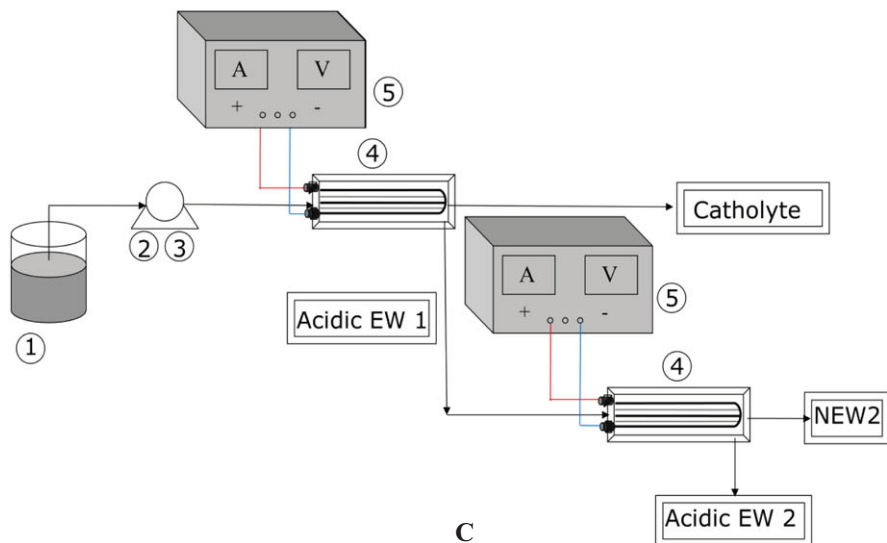 A V
+ -
5
4
Catholyte
2 3
A V
5
+ -
Acidic EW 1
1
4
NEW2
Acidic EW 2
C